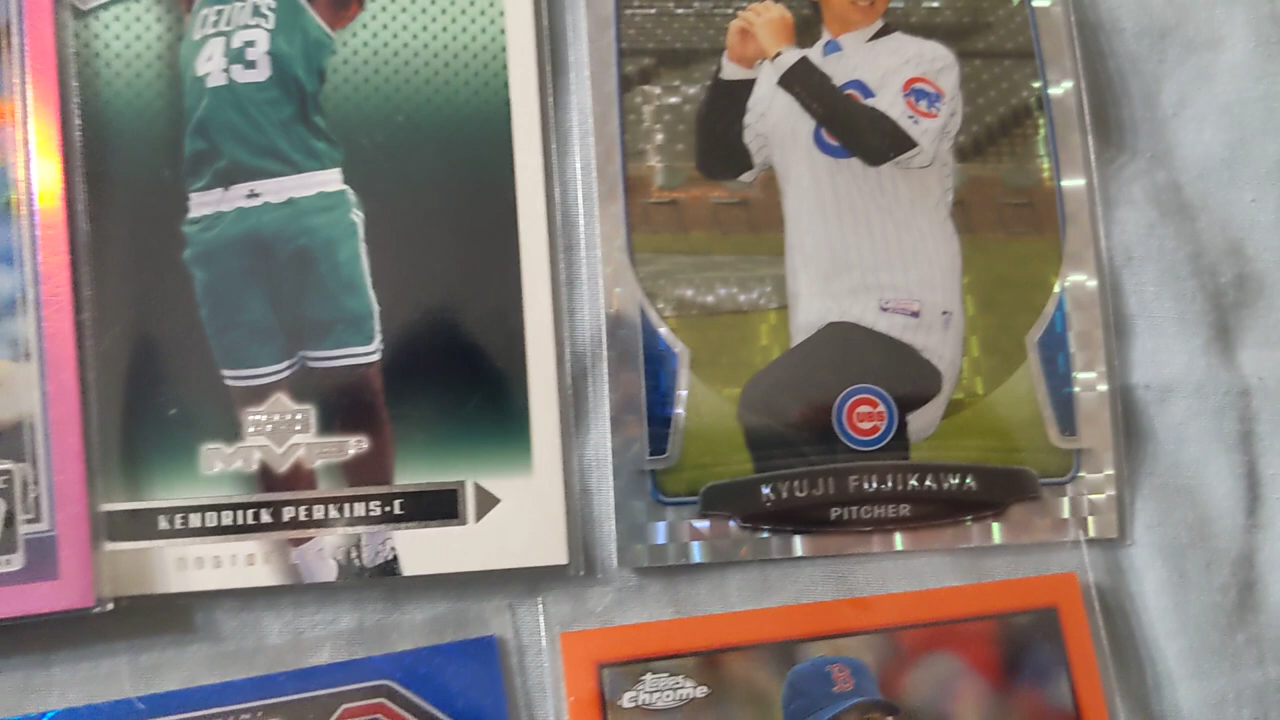 CELTICS
43
UPPER DECK
MVP
KENDRICK PERKINS-C
CUBS
KYUJI FUJIKAWA
PITCHER
TOPPS
Chrome
B